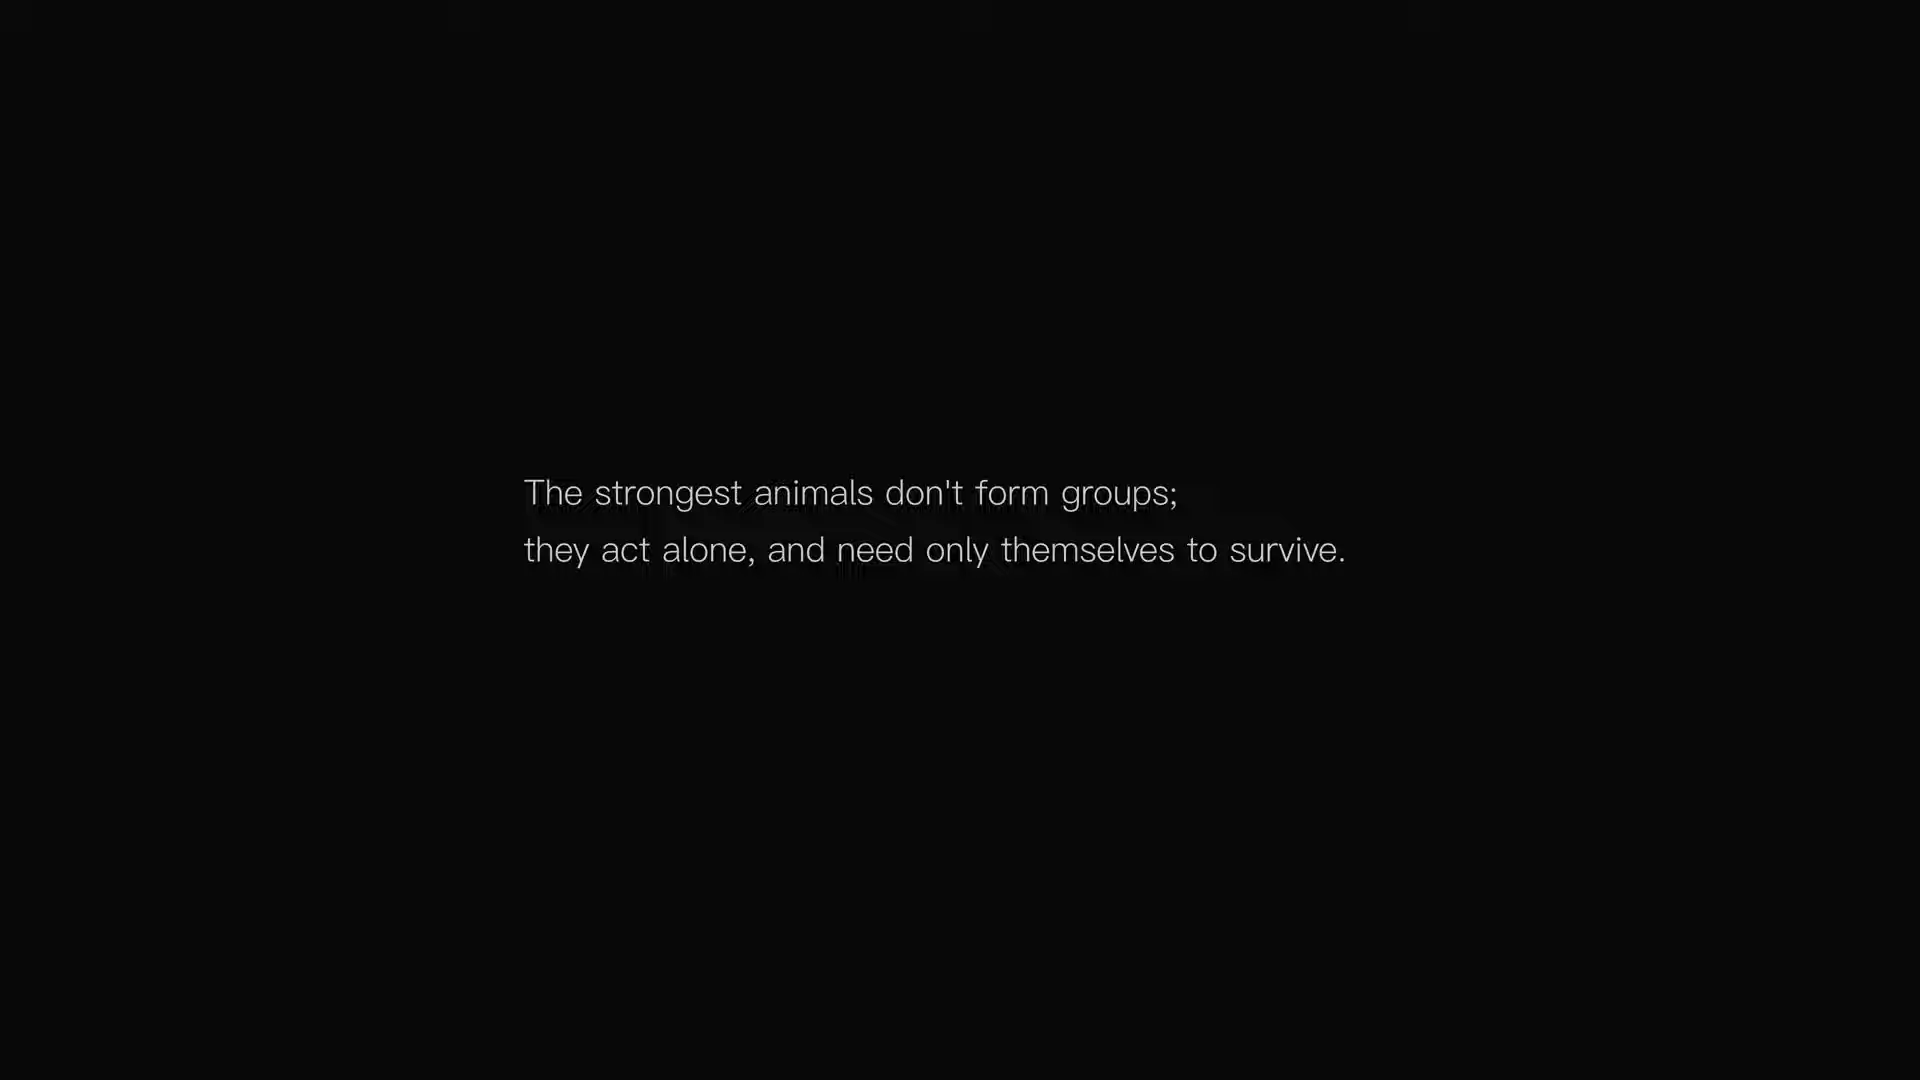 The strongest animals don't form groups;
they act alone, and need only themselves to survive.